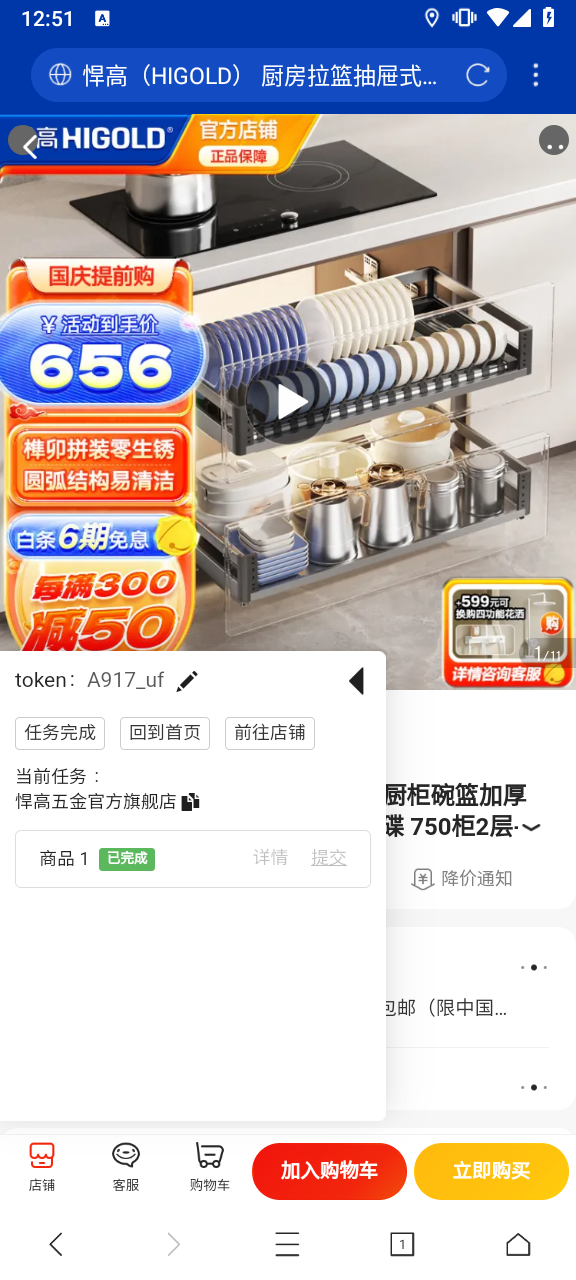 12:51
悍高（HIGOLD） 厨房拉篮抽屉式...
高HIGOLD®
官方店铺
正品保障
国庆提前购
￥活动到手价
656
榫卯拼装零生锈
圆弧结构易清洁
白条6期免息
每满300
减50
+599元可
换购四功能花洒
购
1/11
详情咨询客服
token： A917_uf
任务完成
回到首页
前往店铺
当前任务：
悍高五金官方旗舰店
商品 1
已完成
详情
提交
厨柜碗篮加厚
碟 750柜2层·
降价通知
包邮（限中国...
店铺
客服
购物车
加入购物车
立即购买
1